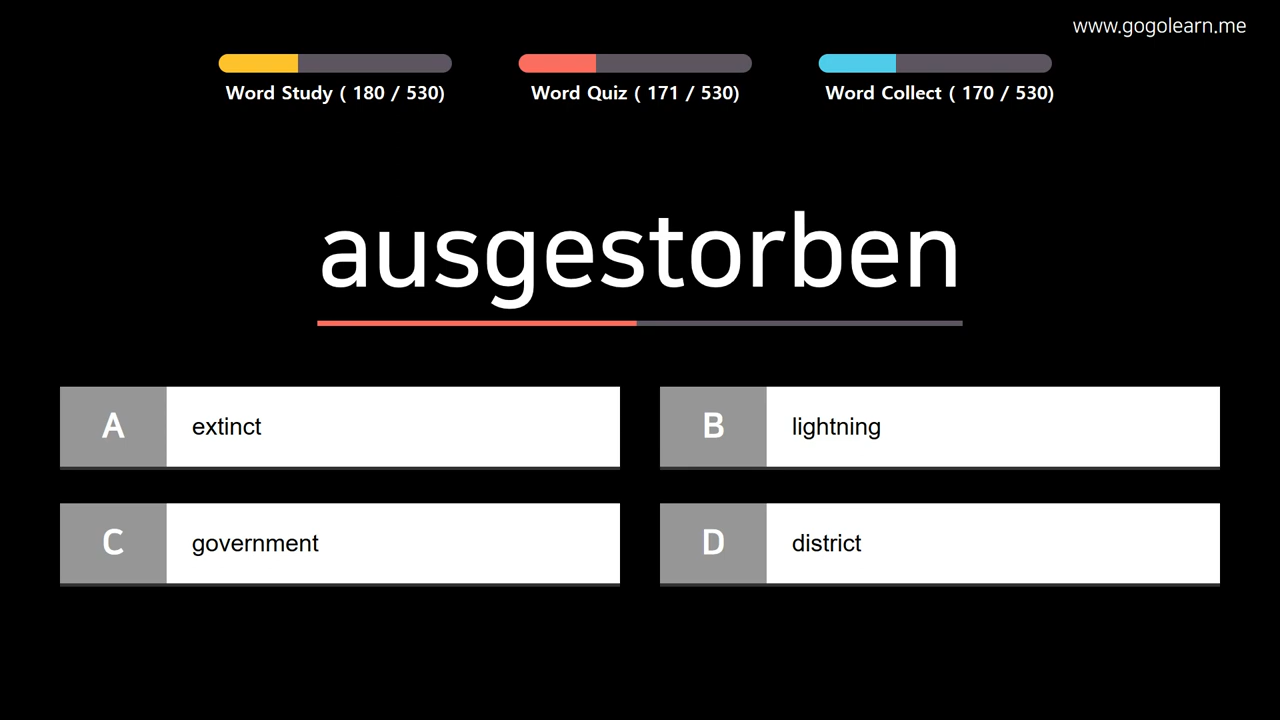 www.gogolearn.me
Word Study ( 180 / 530)
Word Quiz ( 171 / 530)
Word Collect ( 170 / 530)
ausgestorben
A extinct
B lightning
C government
D district